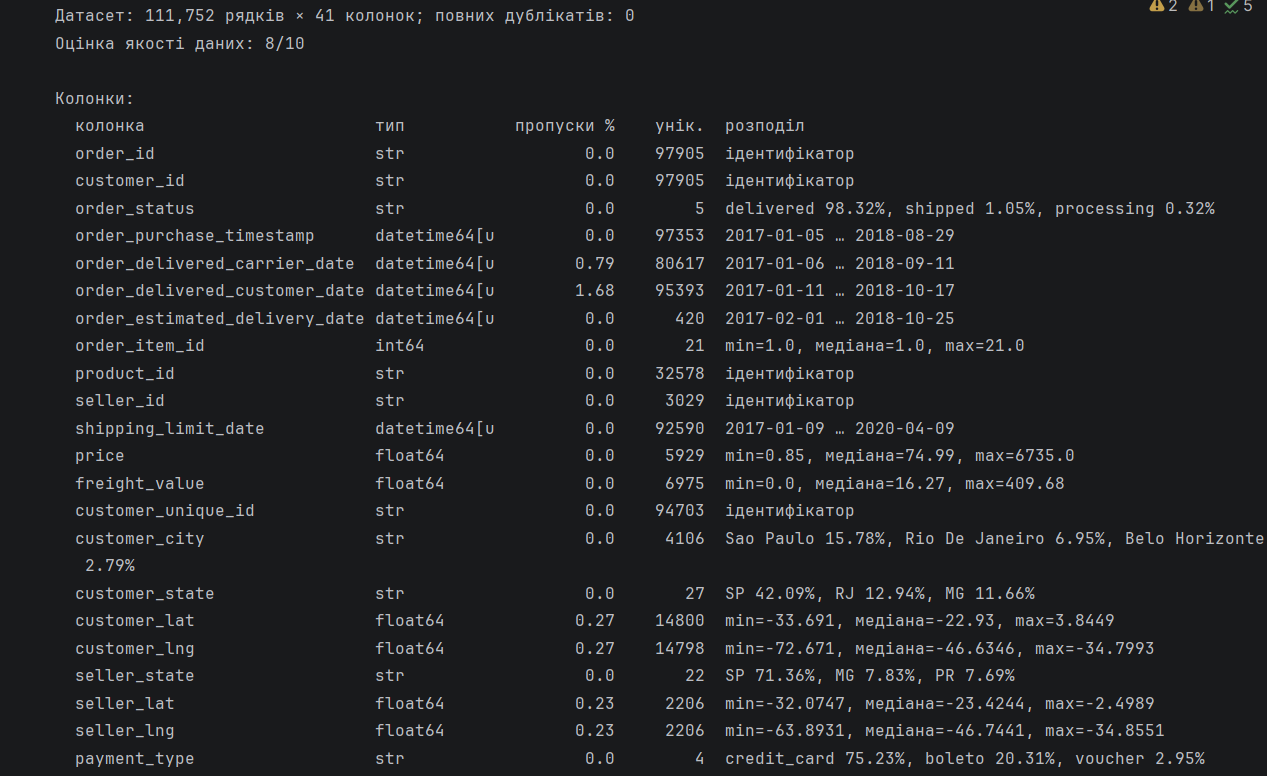 2 1 5
Датасет: 111,752 рядків × 41 колонок; повних дублікатів: 0
Оцінка якості даних: 8/10
Колонки:
колонка тип пропуски % унік. розподіл
order_id str 0.0 97905 ідентифікатор
customer_id str 0.0 97905 ідентифікатор
order_status str 0.0 5 delivered 98.32%, shipped 1.05%, processing 0.32%
order_purchase_timestamp datetime64[u 0.0 97353 2017-01-05 … 2018-08-29
order_delivered_carrier_date datetime64[u 0.79 80617 2017-01-06 … 2018-09-11
order_delivered_customer_date datetime64[u 1.68 95393 2017-01-11 … 2018-10-17
order_estimated_delivery_date datetime64[u 0.0 420 2017-02-01 … 2018-10-25
order_item_id int64 0.0 21 min=1.0, медіана=1.0, max=21.0
product_id str 0.0 32578 ідентифікатор
seller_id str 0.0 3029 ідентифікатор
shipping_limit_date datetime64[u 0.0 92590 2017-01-09 … 2020-04-09
price float64 0.0 5929 min=0.85, медіана=74.99, max=6735.0
freight_value float64 0.0 6975 min=0.0, медіана=16.27, max=409.68
customer_unique_id str 0.0 94703 ідентифікатор
customer_city str 0.0 4106 Sao Paulo 15.78%, Rio De Janeiro 6.95%, Belo Horizonte
2.79%
customer_state str 0.0 27 SP 42.09%, RJ 12.94%, MG 11.66%
customer_lat float64 0.27 14800 min=-33.691, медіана=-22.93, max=3.8449
customer_lng float64 0.27 14798 min=-72.671, медіана=-46.6346, max=-34.7993
seller_state str 0.0 22 SP 71.36%, MG 7.83%, PR 7.69%
seller_lat float64 0.23 2206 min=-32.0747, медіана=-23.4244, max=-2.4989
seller_lng float64 0.23 2206 min=-63.8931, медіана=-46.7441, max=-34.8551
payment_type str 0.0 4 credit_card 75.23%, boleto 20.31%, voucher 2.95%